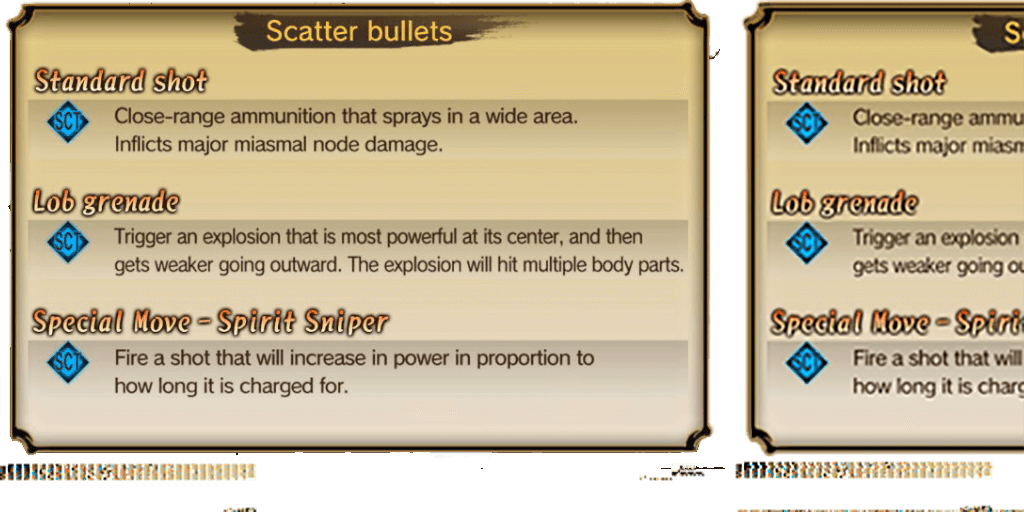 Scatter bullets
Standard shot
SCT
Close-range ammunition that sprays in a wide area.
Inflicts major miasmal node damage.
Lob grenade
SCT
Trigger an explosion that is most powerful at its center, and then
gets weaker going outward. The explosion will hit multiple body parts.
Special Move – Spirit Sniper
SCT
Fire a shot that will increase in power in proportion to
how long it is charged for.
Standard shot
SCT
Close-range
Inflicts major
Lob grenade
SCT
Trigger an explosion
gets weaker going
Special Move –
SCT
Fire a shot that will
how long it is